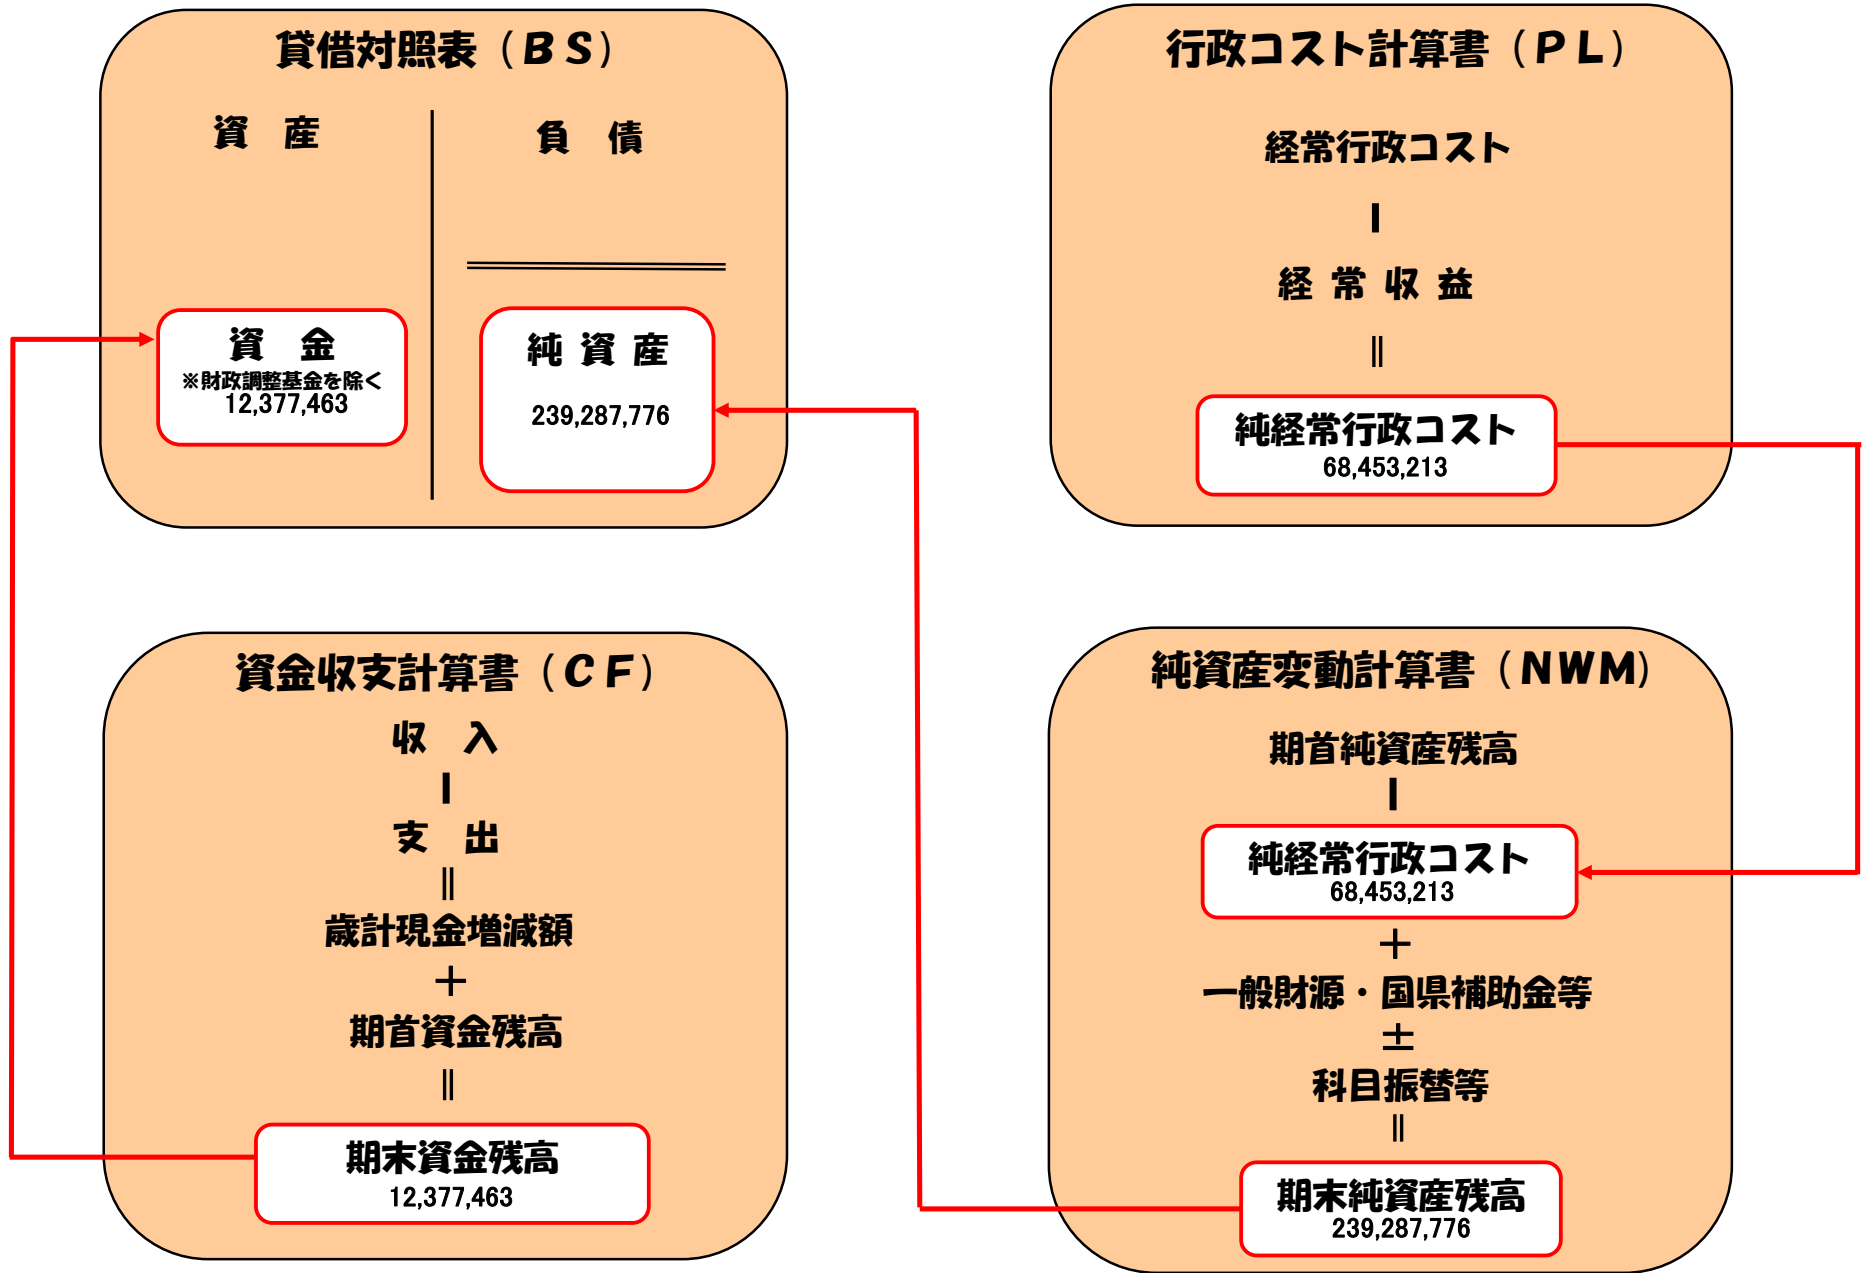 貸借対照表（ＢＳ）
資　産
負　債
資　金
※財政調整基金を除く
12,377,463
純 資 産
239,287,776
行政コスト計算書（ＰＬ）
経常行政コスト
－
経 常 収 益
＝
純経常行政コスト
68,453,213
資金収支計算書（ＣＦ）
収　入
－
支　出
＝
歳計現金増減額
＋
期首資金残高
＝
期末資金残高
12,377,463
純資産変動計算書（ＮＷＭ）
期首純資産残高
－
純経常行政コスト
68,453,213
＋
一般財源・国県補助金等
±
科目振替等
＝
期末純資産残高
239,287,776